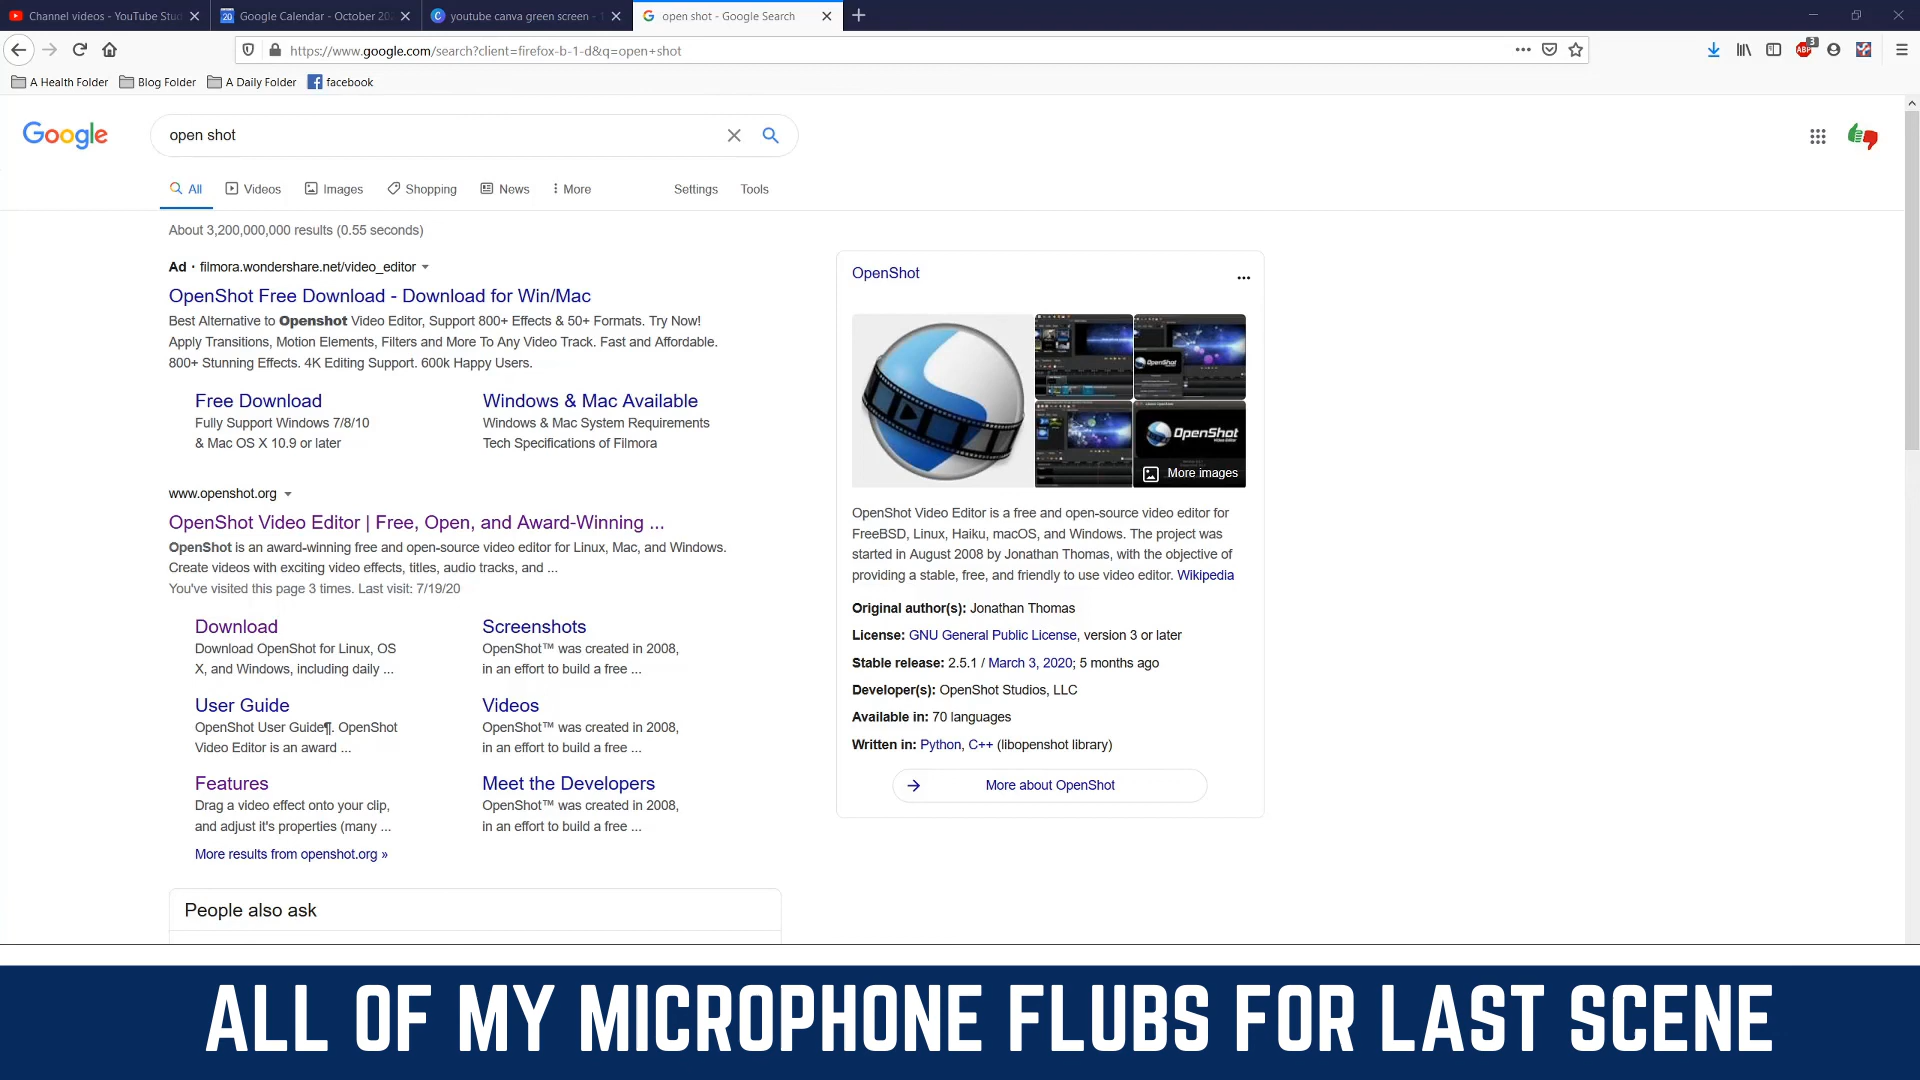 Channel videos - YouTube Stu
Google Calendar - October 20
youtube canva green screen -
open shot - Google Search
https://www.google.com/search?client=firefox-b-1-d&q=open+shot
ABP
3
A Health Folder
Blog Folder
A Daily Folder
facebook
Google
open shot
All
Videos
Images
Shopping
News
More
Settings
Tools
About 3,200,000,000 results (0.55 seconds)
Ad · filmora.wondershare.net/video_editor
OpenShot Free Download - Download for Win/Mac
Best Alternative to Openshot Video Editor, Support 800+ Effects & 50+ Formats. Try Now!
Apply Transitions, Motion Elements, Filters and More To Any Video Track. Fast and Affordable.
800+ Stunning Effects. 4K Editing Support. 600k Happy Users.
Free Download
Fully Support Windows 7/8/10
& Mac OS X 10.9 or later
Windows & Mac Available
Windows & Mac System Requirements
Tech Specifications of Filmora
www.openshot.org
OpenShot Video Editor | Free, Open, and Award-Winning ...
OpenShot is an award-winning free and open-source video editor for Linux, Mac, and Windows.
Create videos with exciting video effects, titles, audio tracks, and ...
You've visited this page 3 times. Last visit: 7/19/20
Download
Download OpenShot for Linux, OS
X, and Windows, including daily ...
Screenshots
OpenShot™ was created in 2008,
in an effort to build a free ...
User Guide
OpenShot User Guide¶. OpenShot
Video Editor is an award ...
Videos
OpenShot™ was created in 2008,
in an effort to build a free ...
Features
Drag a video effect onto your clip,
and adjust it's properties (many ...
Meet the Developers
OpenShot™ was created in 2008,
in an effort to build a free ...
More results from openshot.org »
People also ask
OpenShot
OpenShot
OpenShot
More images
OpenShot Video Editor is a free and open-source video editor for
FreeBSD, Linux, Haiku, macOS, and Windows. The project was
started in August 2008 by Jonathan Thomas, with the objective of
providing a stable, free, and friendly to use video editor. Wikipedia
Original author(s): Jonathan Thomas
License: GNU General Public License, version 3 or later
Stable release: 2.5.1 / March 3, 2020; 5 months ago
Developer(s): OpenShot Studios, LLC
Available in: 70 languages
Written in: Python, C++ (libopenshot library)
More about OpenShot
ALL OF MY MICROPHONE FLUBS FOR LAST SCENE